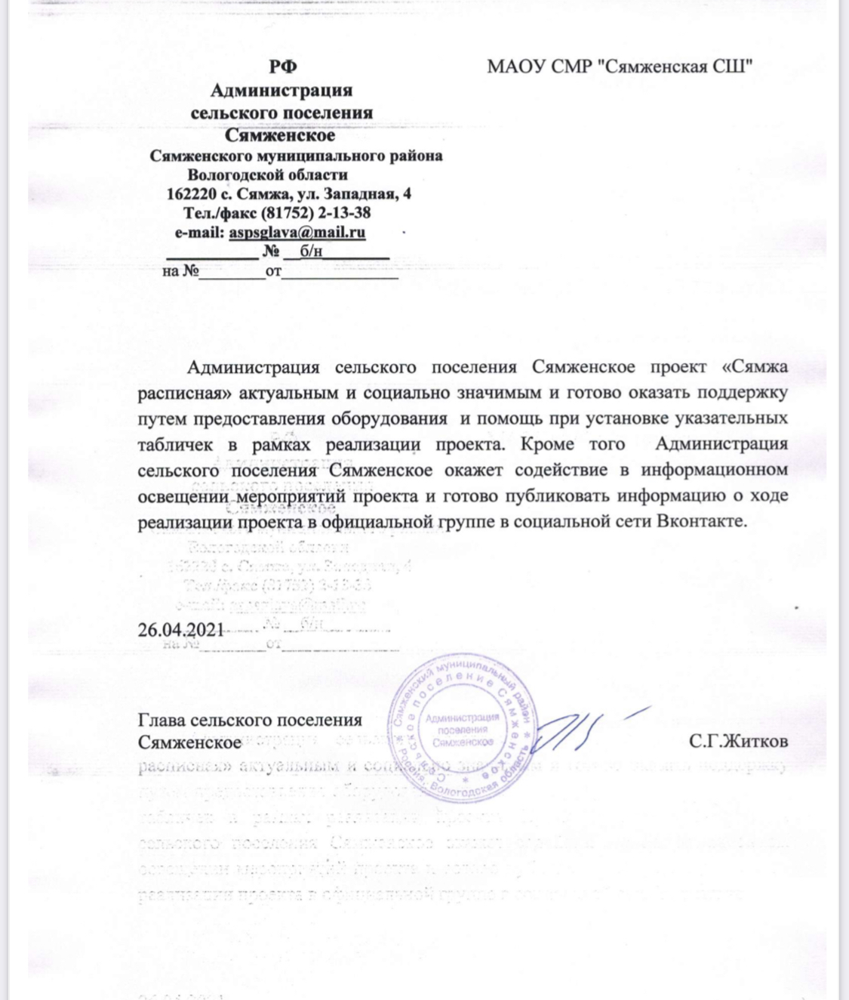 РФ
Администрация
сельского поселения
Сямженское
Сямженского муниципального района
Вологодской области
162220 с. Сямжа, ул. Западная, 4
Тел./факс (81752) 2-13-38
e-mail: aspsglava@mail.ru
___________ № __б/н________
на №________от______________
МАОУ СМР "Сямженская СШ"
Администрация сельского поселения Сямженское проект «Сямжа
расписная» актуальным и социально значимым и готово оказать поддержку
путем предоставления оборудования и помощь при установке указательных
табличек в рамках реализации проекта. Кроме того Администрация
сельского поселения Сямженское окажет содействие в информационном
освещении мероприятий проекта и готово публиковать информацию о ходе
реализации проекта в официальной группе в социальной сети Вконтакте.
26.04.2021
Глава сельского поселения
Сямженское
С.Г.Житков
Сямженский муниципальный район * Россия, Вологодская область *
Сельское поселение Сямженское *
Администрация
поселения
Сямженское